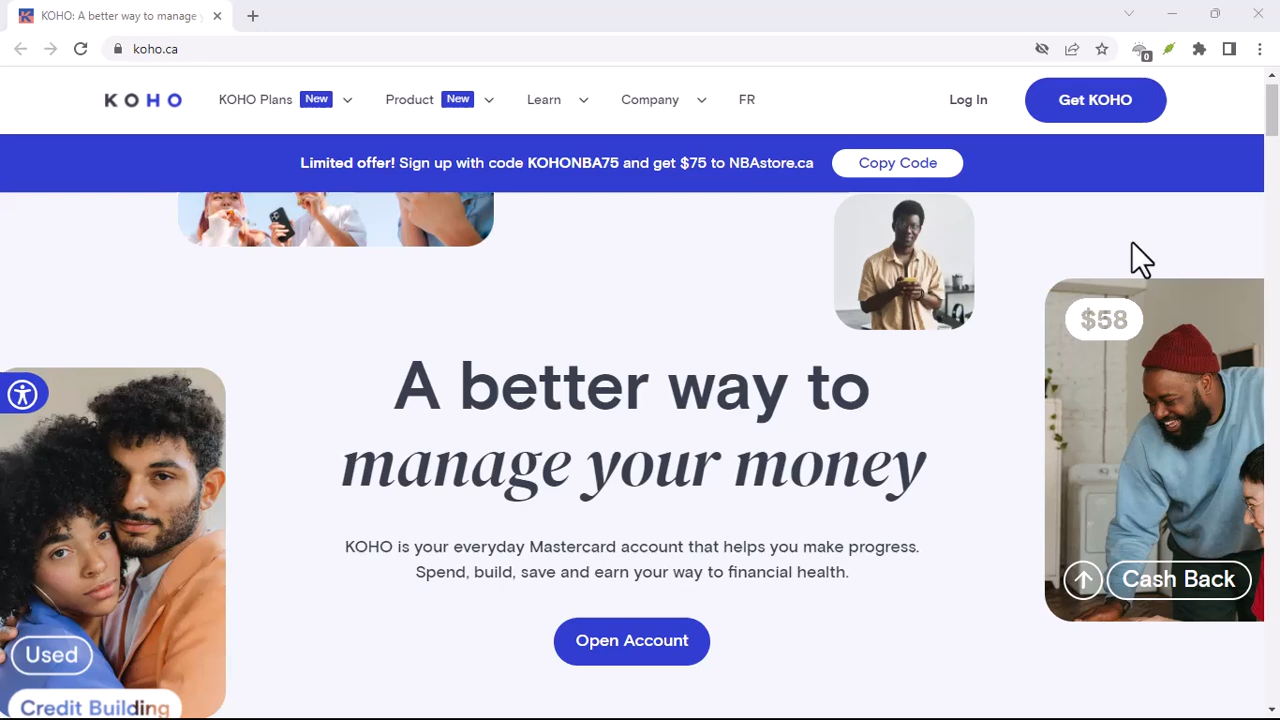 KOHO: A better way to manage y
koho.ca
0
KOHO
KOHO Plans New
Product New
Learn
Company
FR
Log In
Get KOHO
Limited offer! Sign up with code KOHONBA75 and get $75 to NBAstore.ca
Copy Code
$58
A better way to
manage your money
KOHO is your everyday Mastercard account that helps you make progress.
Spend, build, save and earn your way to financial health.
Cash Back
Open Account
Used
Credit Building